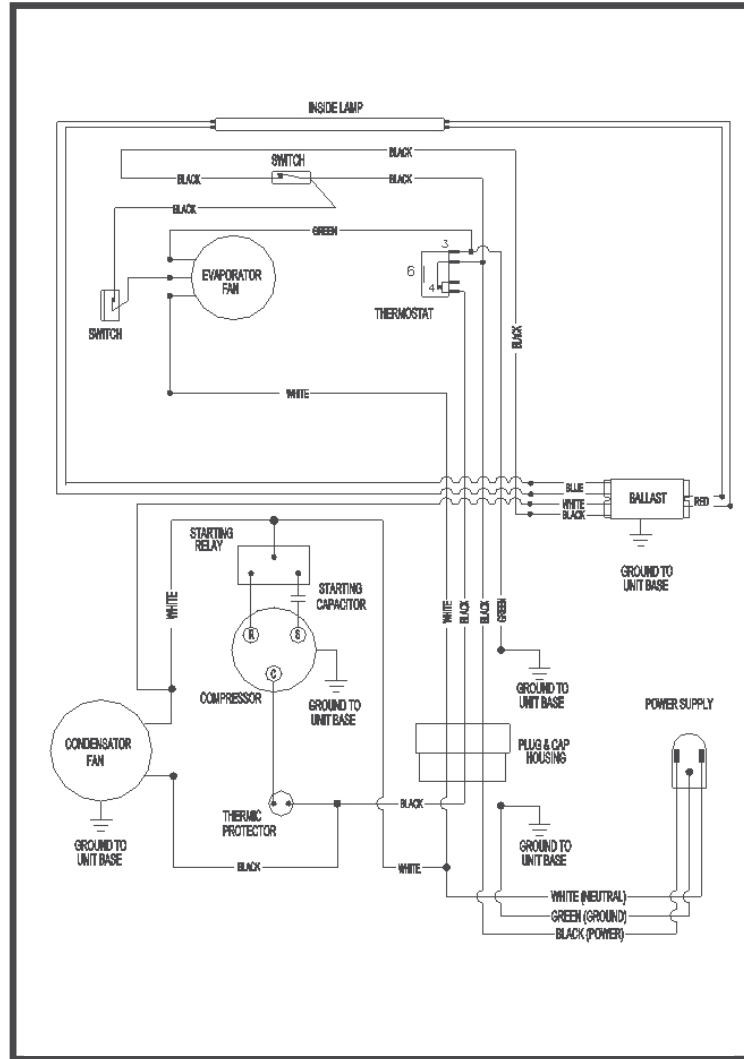 INSIDE LAMP
BLACK
SWITCH
BLACK
BLACK
BLACK
GREEN
3
EVAPORATOR
FAN
6
4
THERMOSTAT
SWITCH
BLACK
WHITE
BLUE
BALLAST
RED
WHITE
BLACK
STARTING
RELAY
GROUND TO
UNIT BASE
STARTING
CAPACITOR
WHITE
WHITE
BLACK
BLACK
GREEN
R
S
C
COMPRESSOR
GROUND TO
UNIT BASE
GROUND TO
UNIT BASE
POWER SUPPLY
CONDENSATOR
FAN
PLUG & CAP
HOUSING
THERMIC
PROTECTOR
BLACK
GROUND TO
UNIT BASE
GROUND TO
UNIT BASE
BLACK
WHITE
WHITE (NEUTRAL)
GREEN (GROUND)
BLACK (POWER)